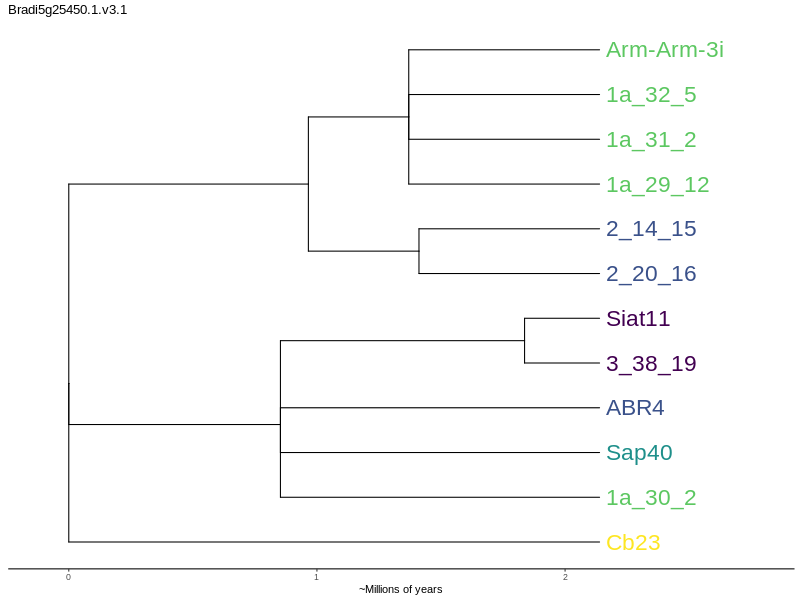 Bradi5g25450.1.v3.1
Arm-Arm-3i
1a_32_5
1a_31_2
1a_29_12
2_14_15
2_20_16
Siat11
3_38_19
ABR4
Sap40
1a_30_2
Cb23
0 1 2
~Millions of years